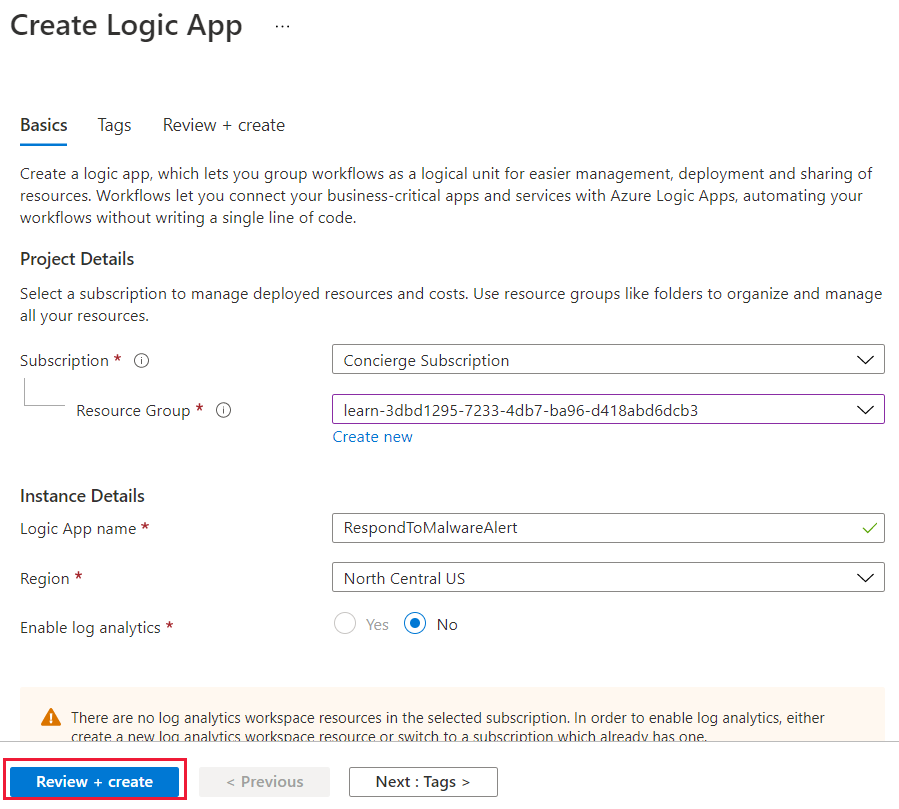 Create Logic App ...
Basics Tags Review + create
Create a logic app, which lets you group workflows as a logical unit for easier management, deployment and sharing of
resources. Workflows let you connect your business-critical apps and services with Azure Logic Apps, automating your
workflows without writing a single line of code.
Project Details
Select a subscription to manage deployed resources and costs. Use resource groups like folders to organize and manage
all your resources.
Subscription * Concierge Subscription
Resource Group * learn-3dbd1295-7233-4db7-ba96-d418abd6dcb3
Create new
Instance Details
Logic App name * RespondToMalwareAlert
Region * North Central US
Enable log analytics * Yes No
There are no log analytics workspace resources in the selected subscription. In order to enable log analytics, either
create a new log analytics workspace resource or switch to a subscription which already has one.
Review + create < Previous Next : Tags >